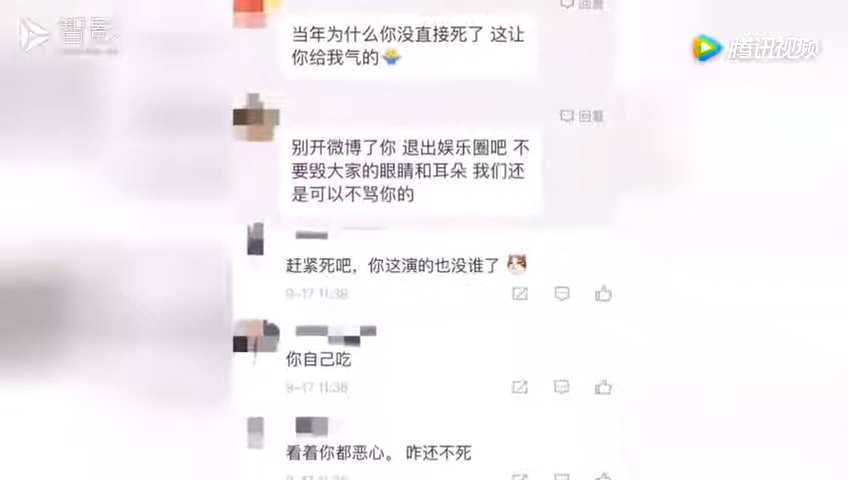 腾讯视频
回复
当年为什么你没直接死了 这让
你给我气的
回复
别开微博了你 退出娱乐圈吧 不
要毁大家的眼睛和耳朵 我们还
是可以不骂你的
赶紧死吧，你这演的也没谁了
9-17 11:38
你自己吃
9-17 11:38
看着你都恶心。 咋还不死